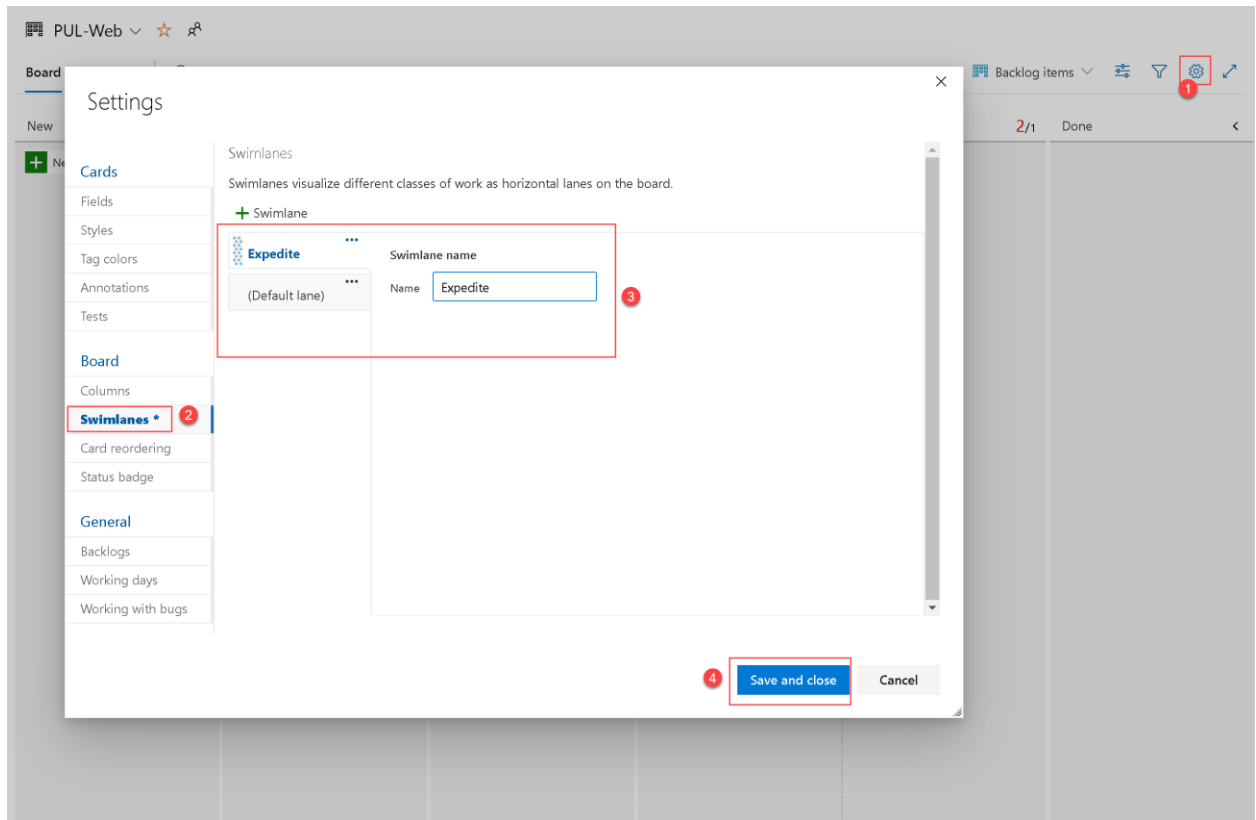 PUL-Web
Board
Backlog items
1
New
2/1
Done
Settings
Cards
Fields
Styles
Tag colors
Annotations
Tests
Board
Columns
Swimlanes *
2
Card reordering
Status badge
General
Backlogs
Working days
Working with bugs
Swimlanes
Swimlanes visualize different classes of work as horizontal lanes on the board.
+ Swimlane
Expedite
(Default lane)
Swimlane name
Name Expedite
3
4
Save and close
Cancel